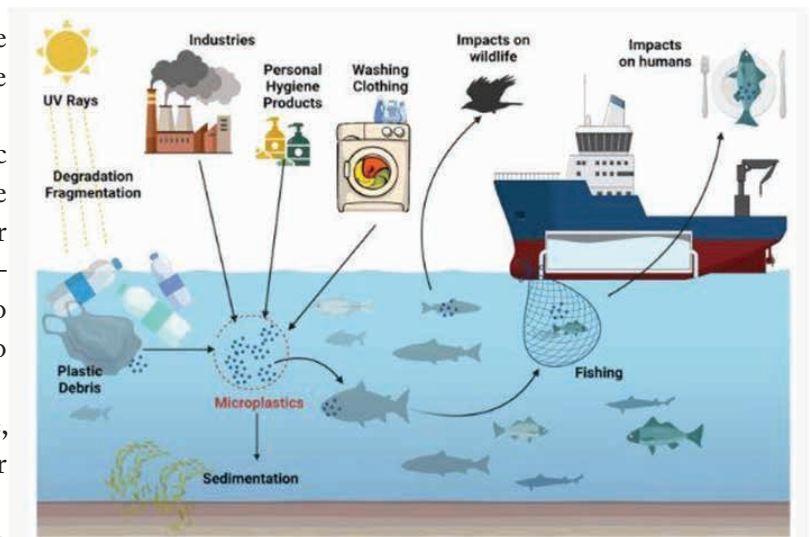 Industries
Personal
Hygiene
Products
Washing
Clothing
Impacts on
wildlife
Impacts
on humans
UV Rays
Degradation
Fragmentation
Plastic
Debris
Microplastics
Sedimentation
Fishing